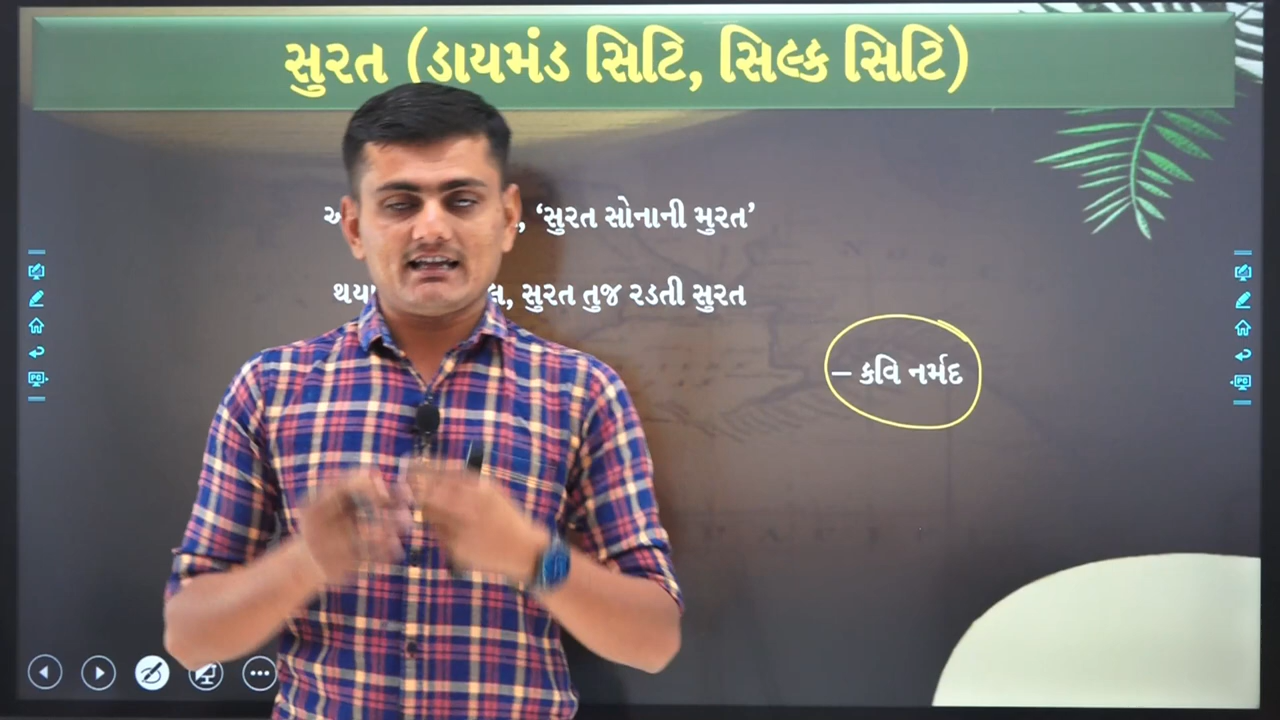 સુરત (ડાયમંડ સિટિ, સિલ્ક સિટિ)
‘સુરત સોનાની મુરત’
સુરત તુજ રડતી સુરત
– કવિ નર્મદ